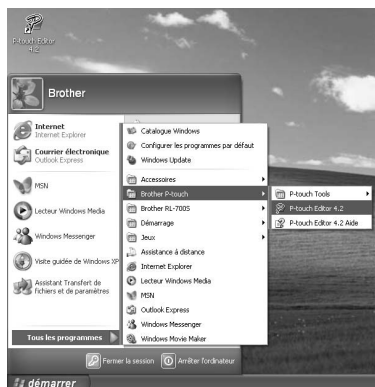 P-touch Editor
4.2
Brother
Internet
Internet Explorer
Courrier électronique
Outlook Express
MSN
Lecteur Windows Media
Windows Messenger
Visite guidée de Windows XP
Assistant Transfert de
fichiers et de paramètres
Tous les programmes
Catalogue Windows
Configurer les programmes par défaut
Windows Update
Accessoires
Brother P-touch
Brother RL-700S
Démarrage
Jeux
Assistance à distance
Internet Explorer
Lecteur Windows Media
MSN
Outlook Express
Windows Messenger
Windows Movie Maker
P-touch Tools
P-touch Editor 4.2
P-touch Editor 4.2 Aide
Fermer la session
Arrêter l'ordinateur
démarrer